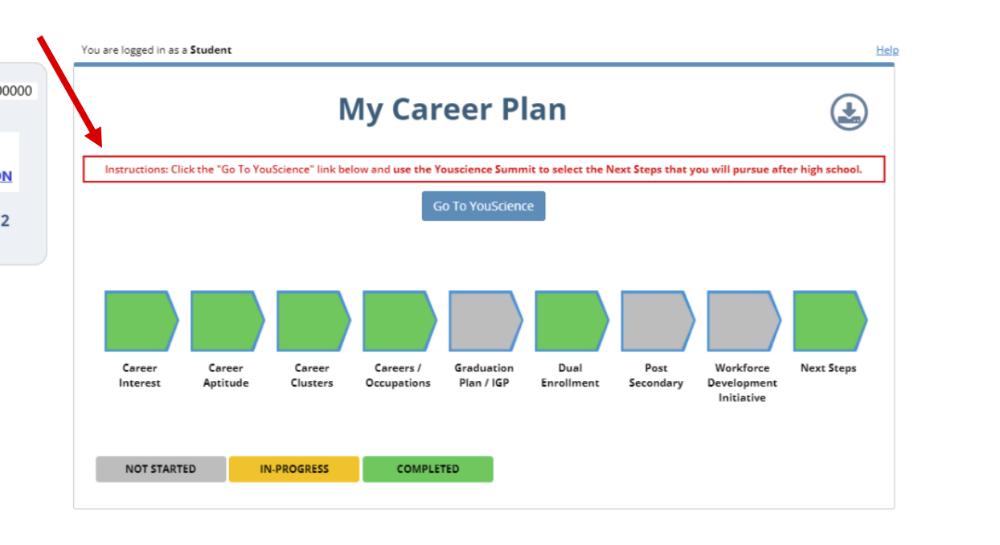 You are logged in as a Student
Help
00000
ON
2
My Career Plan
Instructions: Click the "Go To YouScience" link below and use the Youscience Summit to select the Next Steps that you will pursue after high school.
Go To YouScience
Career Interest
Career Aptitude
Career Clusters
Careers / Occupations
Graduation Plan / IGP
Dual Enrollment
Post Secondary
Workforce Development Initiative
Next Steps
NOT STARTED
IN-PROGRESS
COMPLETED